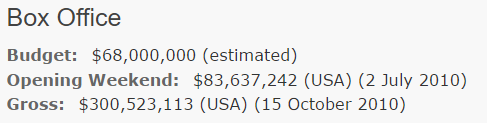 Box Office
Budget: $68,000,000 (estimated)
Opening Weekend: $83,637,242 (USA) (2 July 2010)
Gross: $300,523,113 (USA) (15 October 2010)